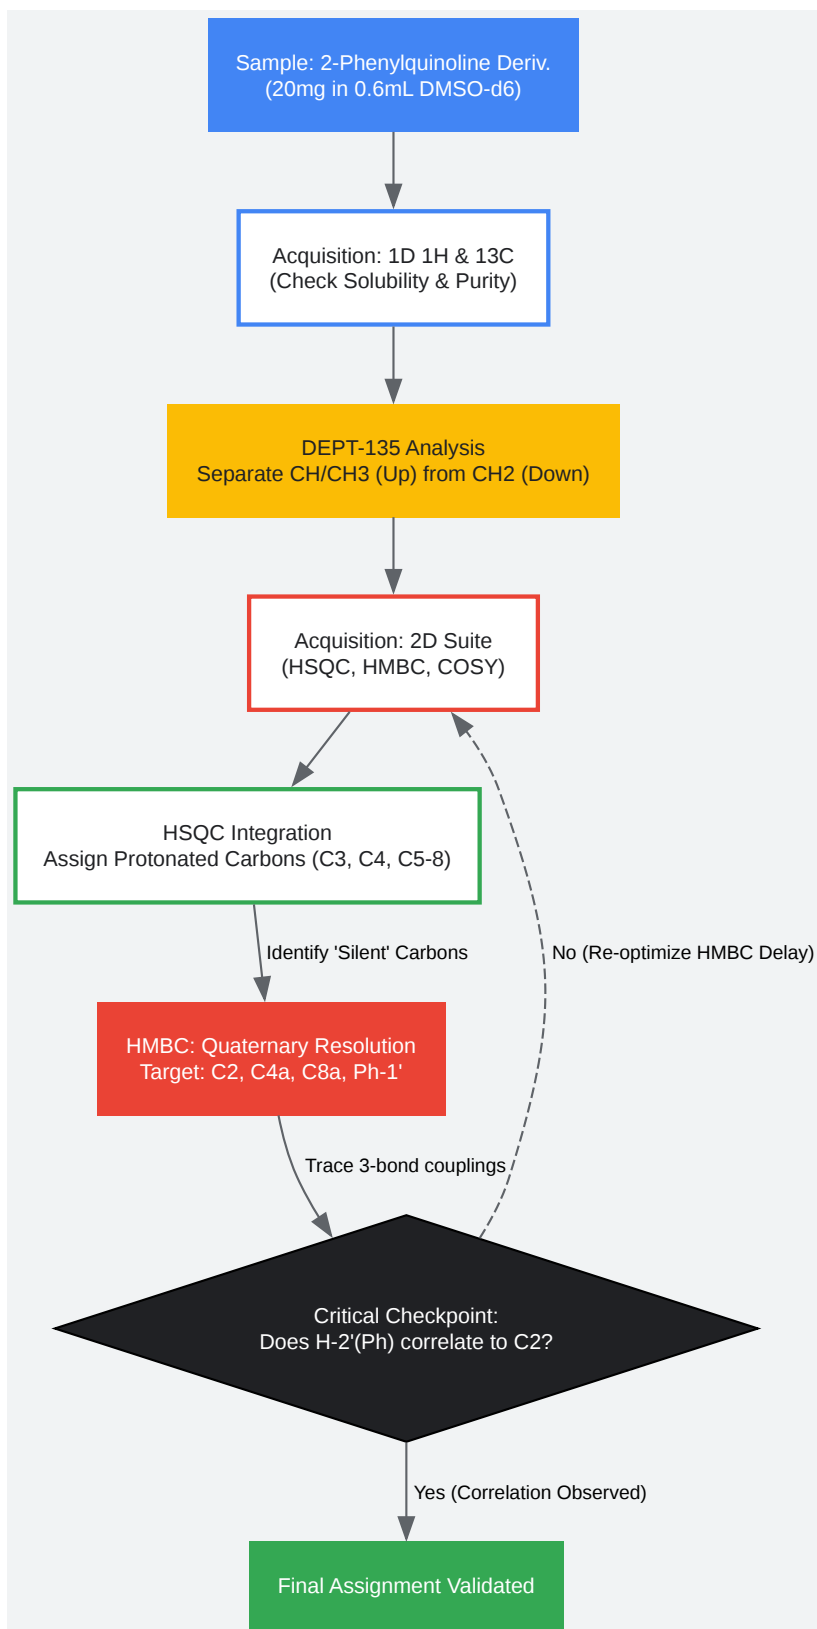 Sample: 2-Phenylquinoline Deriv.
(20mg in 0.6mL DMSO-d6)
Acquisition: 1D 1H & 13C
(Check Solubility & Purity)
DEPT-135 Analysis
Separate CH/CH3 (Up) from CH2 (Down)
Acquisition: 2D Suite
(HSQC, HMBC, COSY)
HSQC Integration
Assign Protonated Carbons (C3, C4, C5-8)
Identify 'Silent' Carbons
No (Re-optimize HMBC Delay)
HMBC: Quaternary Resolution
Target: C2, C4a, C8a, Ph-1'
Trace 3-bond couplings
Critical Checkpoint:
Does H-2'(Ph) correlate to C2?
Yes (Correlation Observed)
Final Assignment Validated